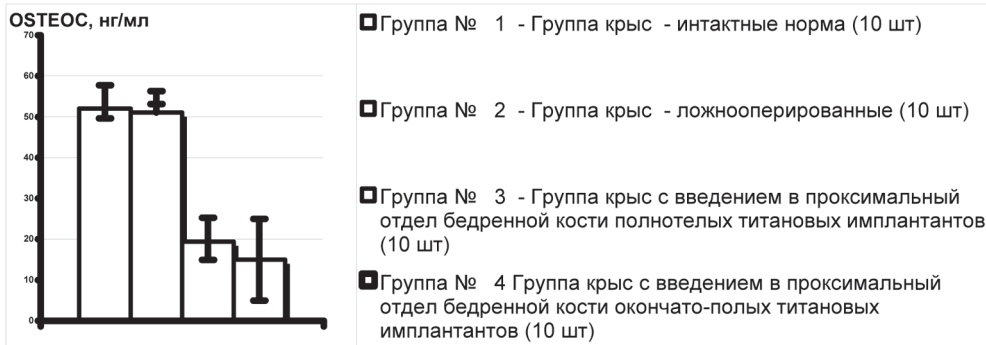 OSTEOC, нг/мл
70
60
50
40
30
20
10
0
Группа № 1 - Группа крыс - интактные норма (10 шт)
Группа № 2 - Группа крыс - ложнооперированные (10 шт)
Группа № 3 - Группа крыс с введением в проксимальный
отдел бедренной кости полнотелых титановых имплантантов
(10 шт)
Группа № 4 Группа крыс с введением в проксимальный
отдел бедренной кости окончато-полых титановых
имплантантов (10 шт)